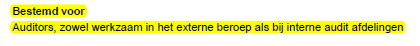 Bestemd voor
Auditors, zowel werkzaam in het externe beroep als bij interne audit afdelingen